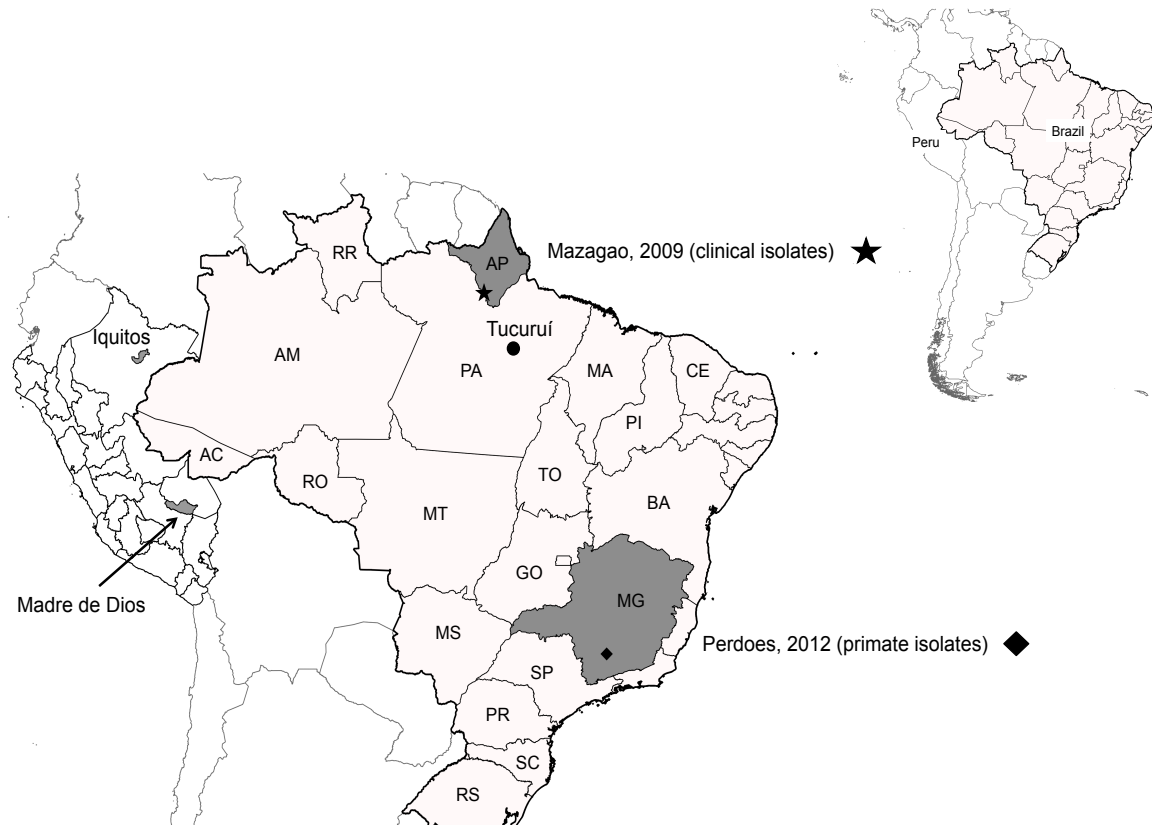 Peru
Brazil
RR
AP
Mazagao, 2009 (clinical isolates)
Tucuruí
Iquitos
AM
PA
MA
CE
PI
AC
RO
TO
MT
BA
GO
MG
Madre de Dios
MS
SP
Perdoes, 2012 (primate isolates)
PR
SC
RS